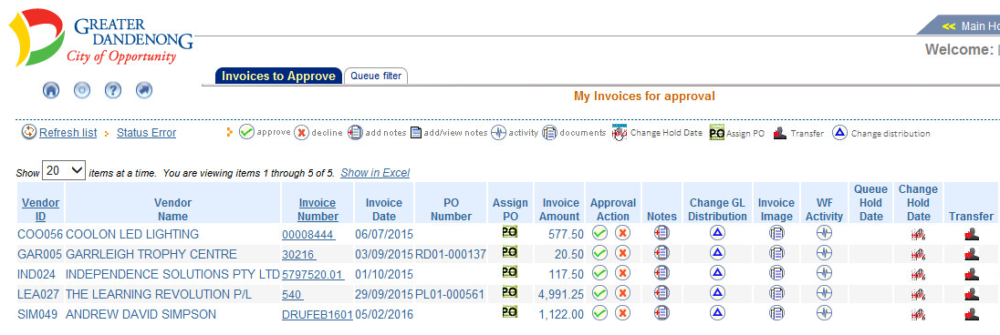 GREATER
DANDENONG
City of Opportunity
<< Main Ho
Welcome:
Invoices to Approve Queue filter
My Invoices for approval
Refresh list Status Error approve decline add notes add/view notes activity documents Change Hold Date PO Assign PO Transfer Change distribution
Show 20 items at a time. You are viewing items 1 through 5 of 5. Show in Excel
Vendor ID Vendor Name Invoice Number Invoice Date PO Number Assign PO Invoice Amount Approval Action Notes Change GL Distribution Invoice Image WF Activity Queue Hold Date Change Hold Date Transfer
COO056 COOLON LED LIGHTING 00008444 06/07/2015 PO 577.50
GAR005 GARRLEIGH TROPHY CENTRE 30216 03/09/2015 RD01-000137 PO 20.50
IND024 INDEPENDENCE SOLUTIONS PTY LTD 5797520.01 01/10/2015 PO 117.50
LEA027 THE LEARNING REVOLUTION P/L 540 29/09/2015 PL01-000561 PO 4,991.25
SIM049 ANDREW DAVID SIMPSON DRUFEB1601 05/02/2016 PO 1,122.00